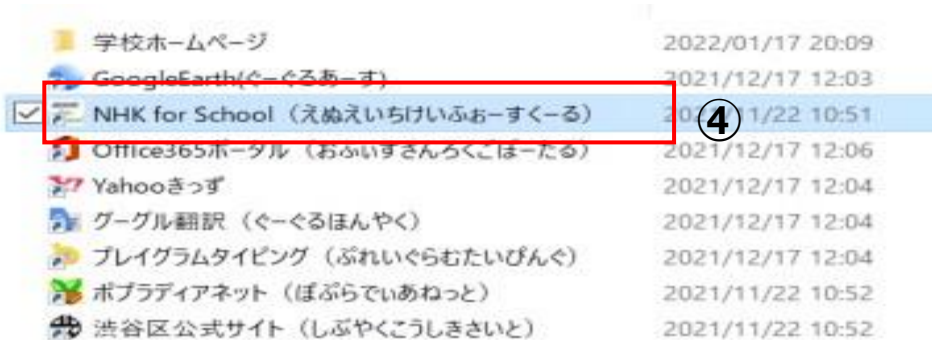 学校ホームページ 2022/01/17 20:09
GoogleEarth(ぐーぐるあーす) 2021/12/17 12:03
NHK for School（えぬえいちけいふぉーすくーる） ④ 1/22 10:51
Office365ポータル（おふぃすさんろくごぽーたる） 2021/12/17 12:06
Yahooきっず 2021/12/17 12:04
グーグル翻訳（ぐーぐるほんやく） 2021/12/17 12:04
プレイグラムタイピング（ぷれいぐらむたいぴんぐ） 2021/12/17 12:04
ポプラディアネット（ぽぷらでぃあねっと） 2021/11/22 10:52
渋谷区公式サイト（しぶやくこうしきさいと） 2021/11/22 10:52